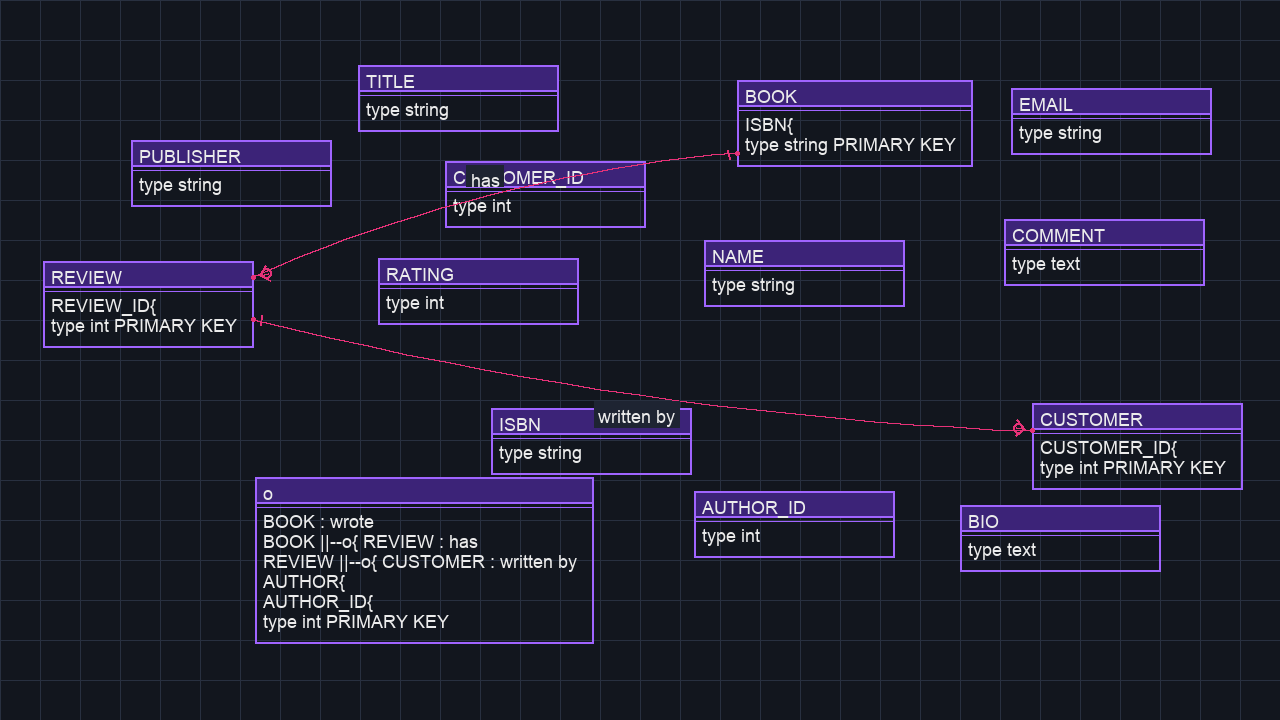 TITLE
type string
BOOK
ISBN{
type string PRIMARY KEY
EMAIL
type string
PUBLISHER
type string
C OMER_ID
has
type int
COMMENT
type text
NAME
type string
REVIEW
REVIEW_ID{
type int PRIMARY KEY
RATING
type int
ISBN
written by
type string
CUSTOMER
CUSTOMER_ID{
type int PRIMARY KEY
o
BOOK : wrote
BOOK ||--o{ REVIEW : has
REVIEW ||--o{ CUSTOMER : written by
AUTHOR{
AUTHOR_ID{
type int PRIMARY KEY
AUTHOR_ID
type int
BIO
type text